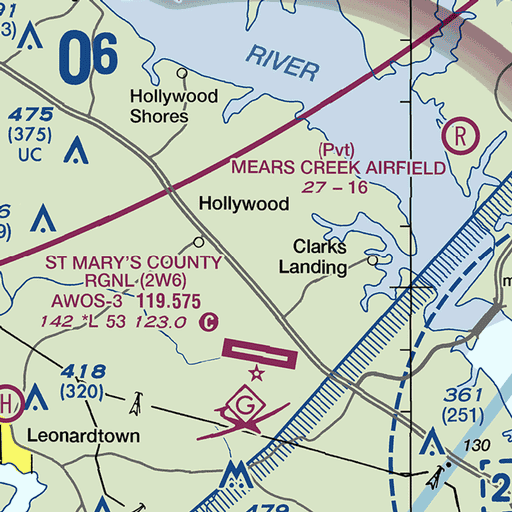 RIVER
0⁶
Hollywood
Shores
475
(375)
UC
R
(Pvt)
MEARS CREEK AIRFIELD
27 – 16
Hollywood
Clarks
Landing
ST MARY'S COUNTY
RGNL (2W6)
AWOS-3 119.575
142 *L 53 123.0 C
418
(320)
H
G
Leonardtown
361
(251)
130
2